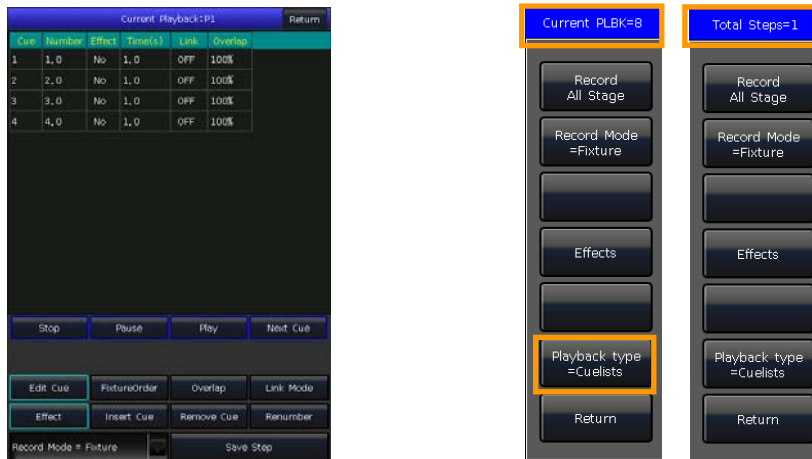 Current Playback:P1 Return
Cue Number Effect Time(s) Link Overlap
1 1.0 No 1.0 OFF 100%
2 2.0 No 1.0 OFF 100%
3 3.0 No 1.0 OFF 100%
4 4.0 No 1.0 OFF 100%
Stop Pause Play Next Cue
Edit Cue FixtureOrder Overlap Link Mode
Effect Insert Cue Remove Cue Renumber
Record Mode = Fixture Save Step
Current PLBK=8
Record
All Stage
Record Mode
=Fixture
Effects
Playback type
=Cuelists
Return
Total Steps=1
Record
All Stage
Record Mode
=Fixture
Effects
Playback type
=Cuelists
Return